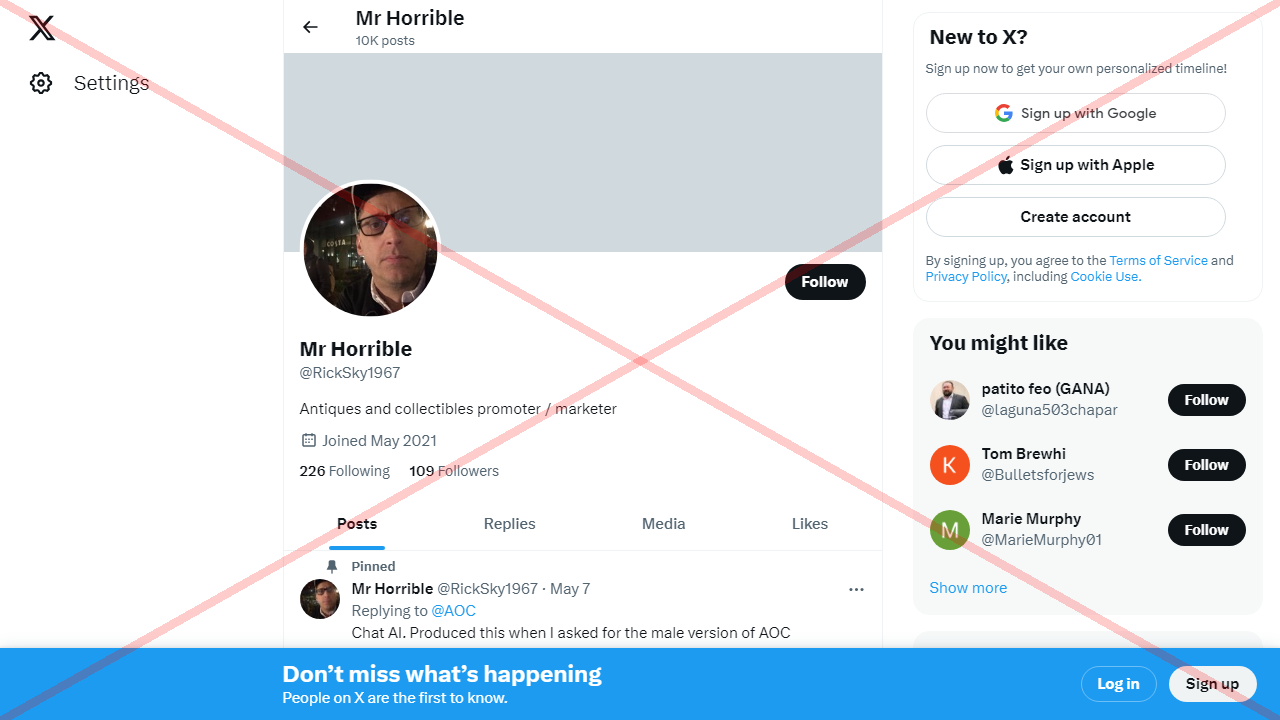 Settings
Mr Horrible
10K posts
COSTA
Follow
Mr Horrible
@RickSky1967
Antiques and collectibles promoter / marketer
Joined May 2021
226 Following 109 Followers
Posts Replies Media Likes
Pinned
Mr Horrible @RickSky1967 · May 7
Replying to @AOC
Chat AI. Produced this when I asked for the male version of AOC
New to X?
Sign up now to get your own personalized timeline!
Sign up with Google
Sign up with Apple
Create account
By signing up, you agree to the Terms of Service and
Privacy Policy, including Cookie Use.
You might like
patito feo (GANA)
@laguna503chapar
Follow
K
Tom Brewhi
@Bulletsforjews
Follow
M
Marie Murphy
@MarieMurphy01
Follow
Show more
Don’t miss what’s happening
People on X are the first to know.
Log in
Sign up